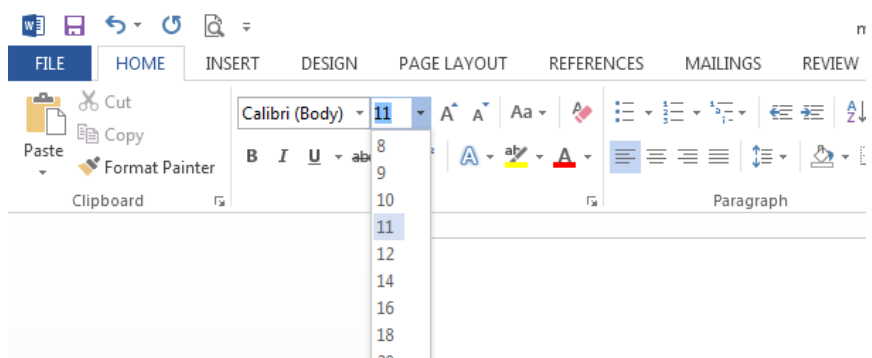 FILE HOME INSERT DESIGN PAGE LAYOUT REFERENCES MAILINGS REVIEW
Cut
Copy
Paste
Format Painter
Clipboard
Calibri (Body) 11
Aa
B I U abc
Paragraph
8
9
10
11
12
14
16
18